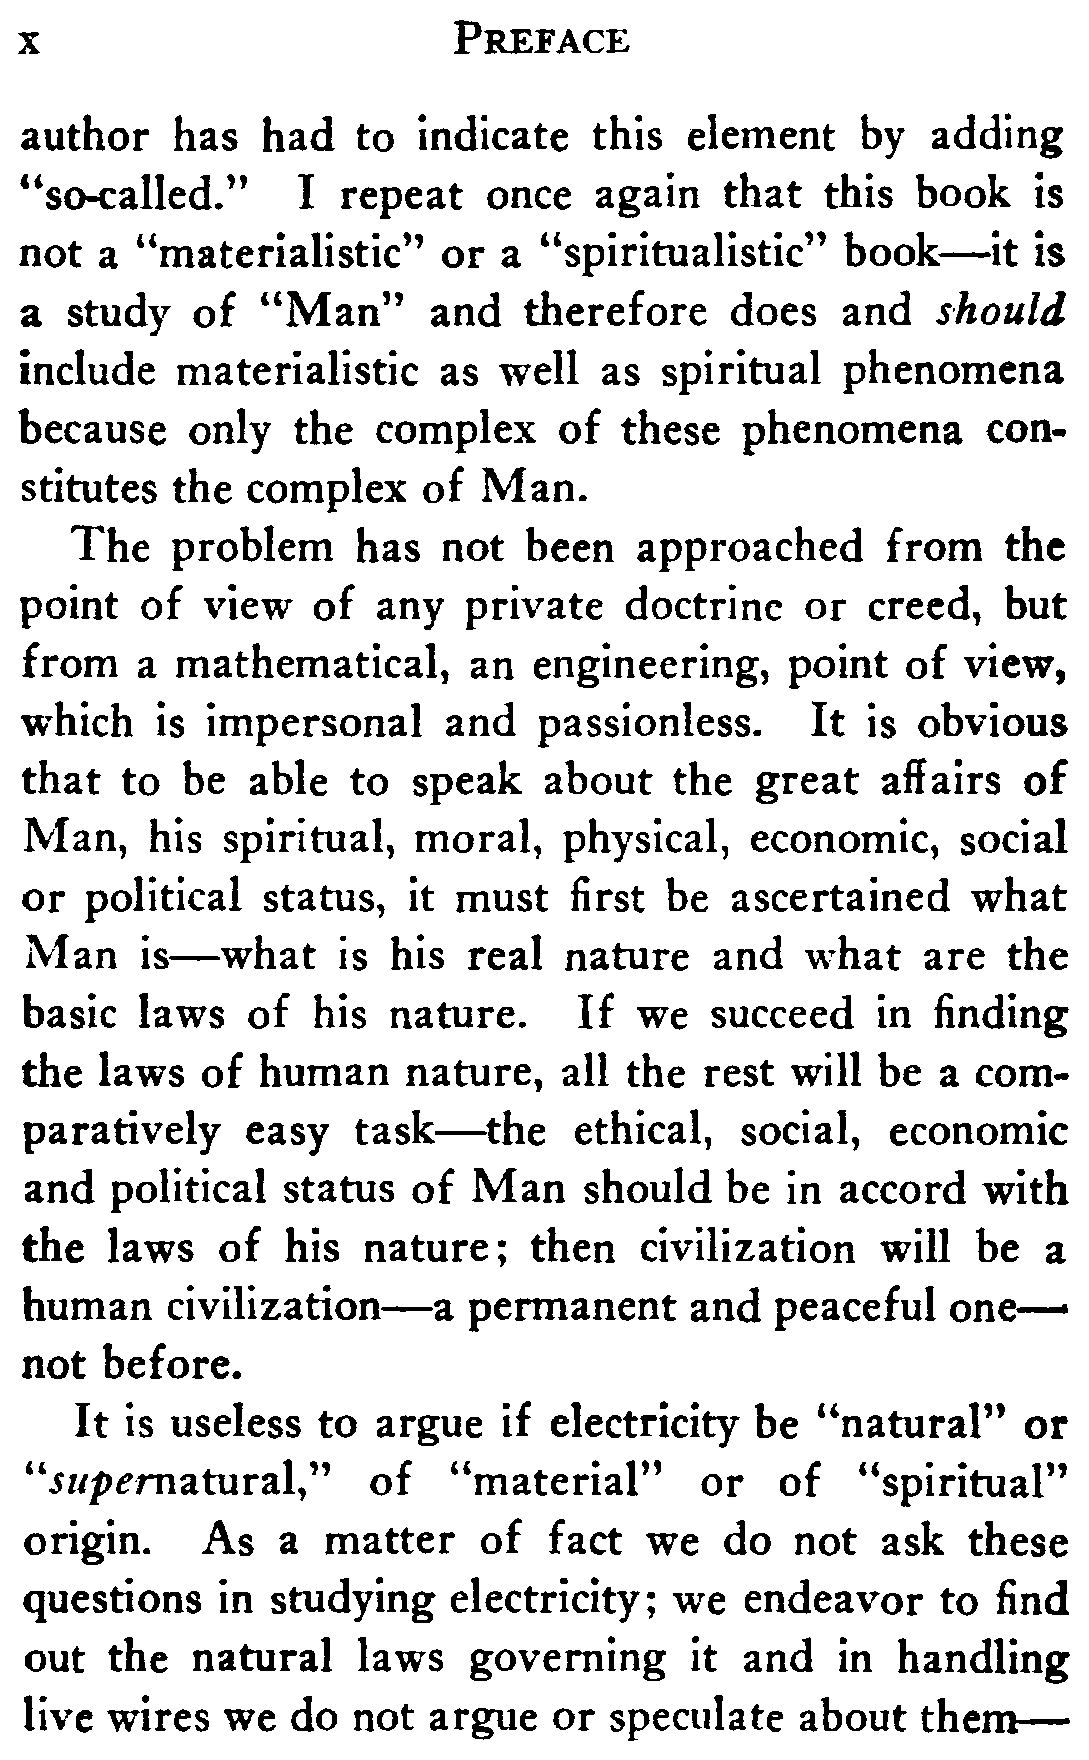 x PREFACE
author has had to indicate this element by adding
“so-called.” I repeat once again that this book is
not a “materialistic” or a “spiritualistic” book—it is
a study of “Man” and therefore does and should
include materialistic as well as spiritual phenomena
because only the complex of these phenomena con-
stitutes the complex of Man.
The problem has not been approached from the
point of view of any private doctrine or creed, but
from a mathematical, an engineering, point of view,
which is impersonal and passionless. It is obvious
that to be able to speak about the great affairs of
Man, his spiritual, moral, physical, economic, social
or political status, it must first be ascertained what
Man is—what is his real nature and what are the
basic laws of his nature. If we succeed in finding
the laws of human nature, all the rest will be a com-
paratively easy task—the ethical, social, economic
and political status of Man should be in accord with
the laws of his nature; then civilization will be a
human civilization—a permanent and peaceful one—
not before.
It is useless to argue if electricity be “natural” or
“supernatural,” of “material” or of “spiritual”
origin. As a matter of fact we do not ask these
questions in studying electricity; we endeavor to find
out the natural laws governing it and in handling
live wires we do not argue or speculate about them—